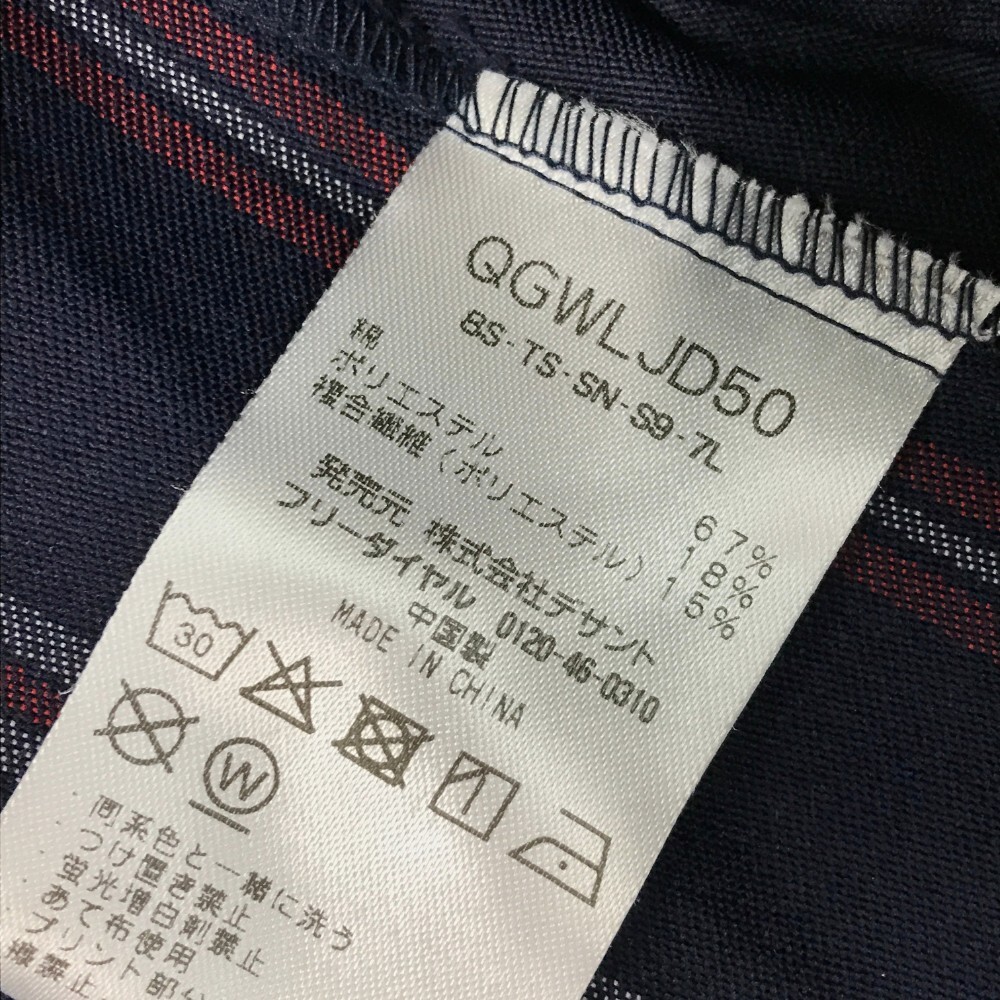 QGWLJD50
BS-TS-SN-S9-7L
綿 67%
ポリエステル 18%
複合繊維(ポリエステル) 15%
発売元 株式会社デサント
フリーダイヤル 0120-46-0310
中国製
MADE IN CHINA
30
W
同系色と一緒に洗う
つけ置き禁止
蛍光増白剤禁止
あて布使用
プリント部分